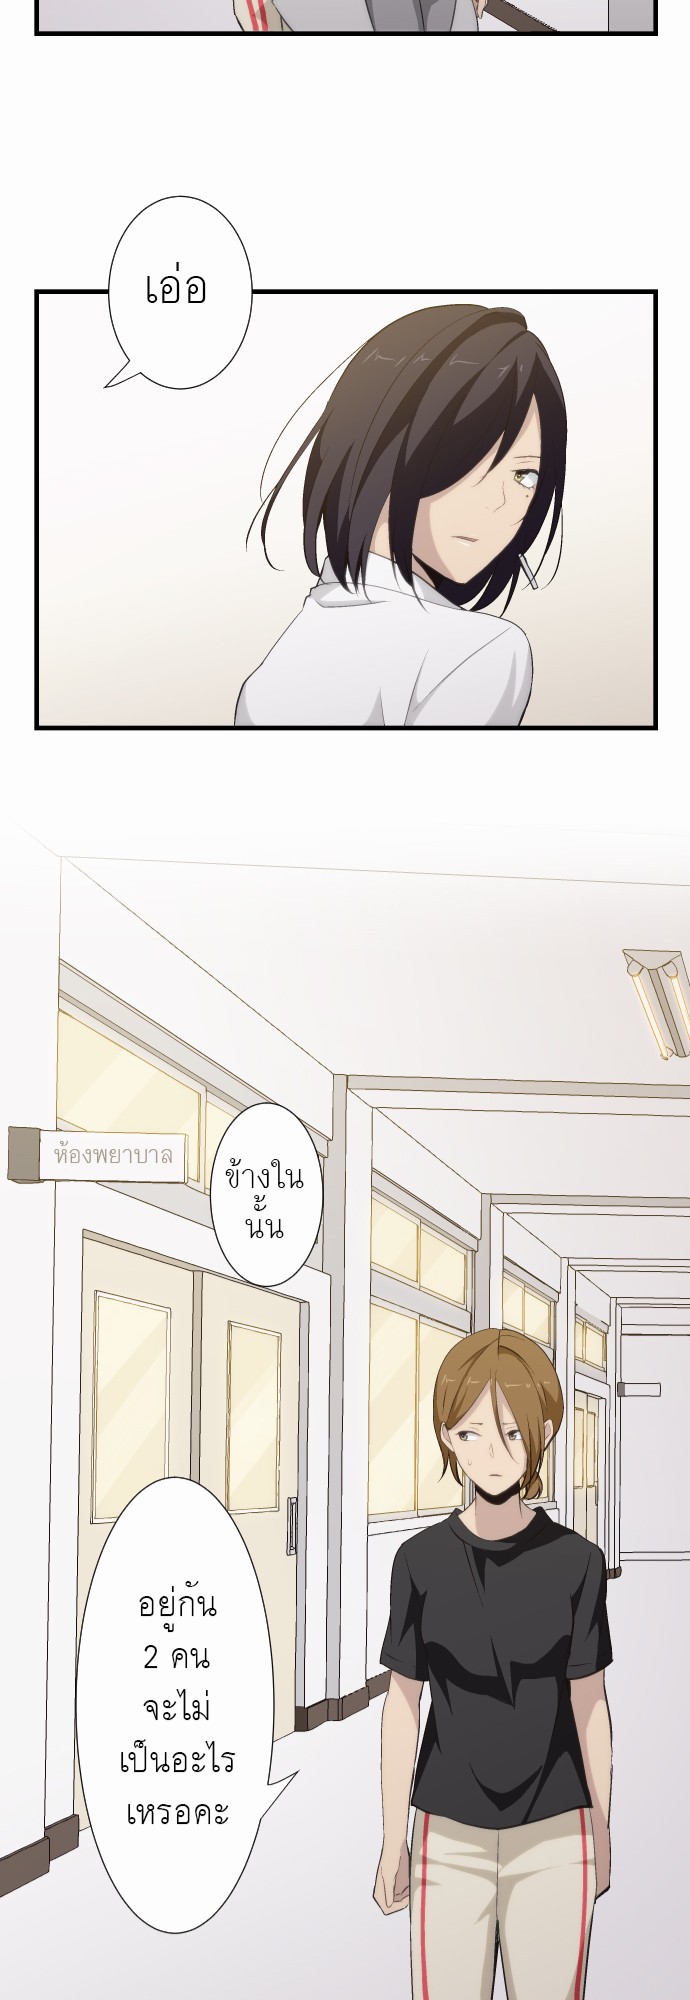 เอ่อ
ห้องพยาบาล
ข้างใน
นั้น
อยู่กัน
2 คน
จะไม่
เป็นอะไร
เหรอคะ